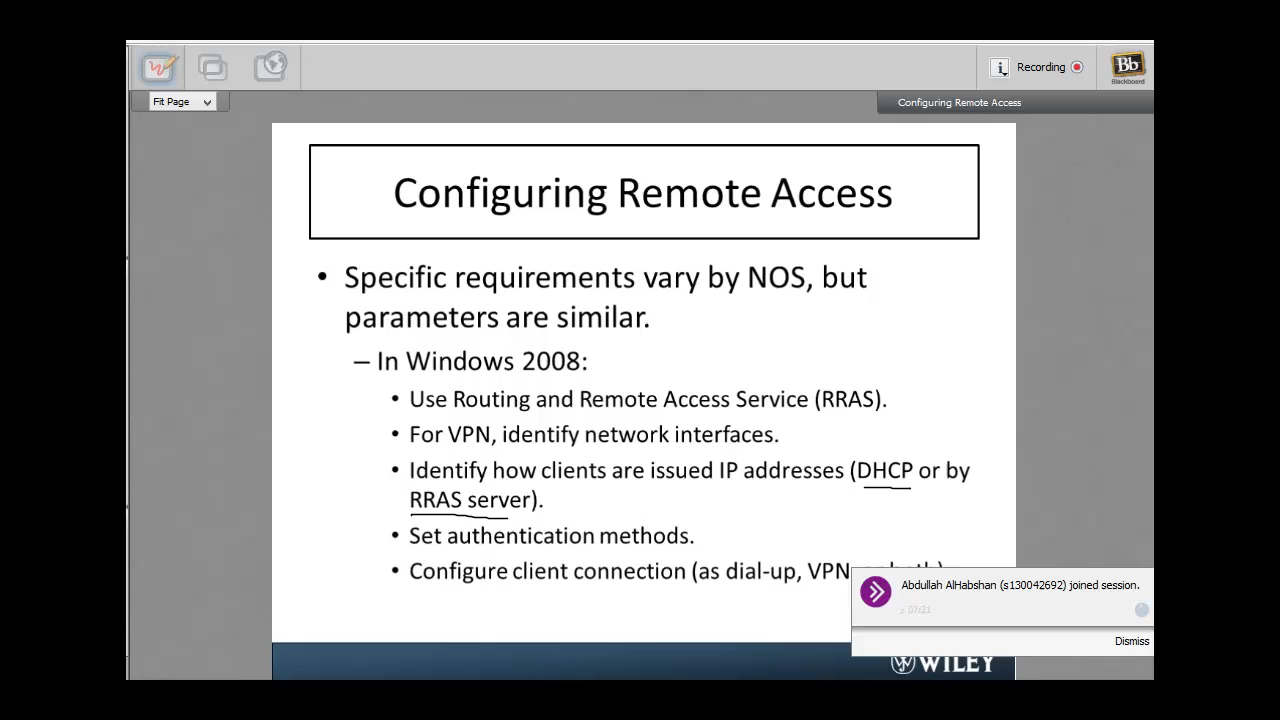 Recording
Bb
Blackboard
Fit Page
Configuring Remote Access
Configuring Remote Access
• Specific requirements vary by NOS, but
parameters are similar.
– In Windows 2008:
• Use Routing and Remote Access Service (RRAS).
• For VPN, identify network interfaces.
• Identify how clients are issued IP addresses (DHCP or by
RRAS server).
• Set authentication methods.
• Configure client connection (as dial-up, VPN
Abdullah AlHabshan (s130042692) joined session.
Dismiss
WILEY